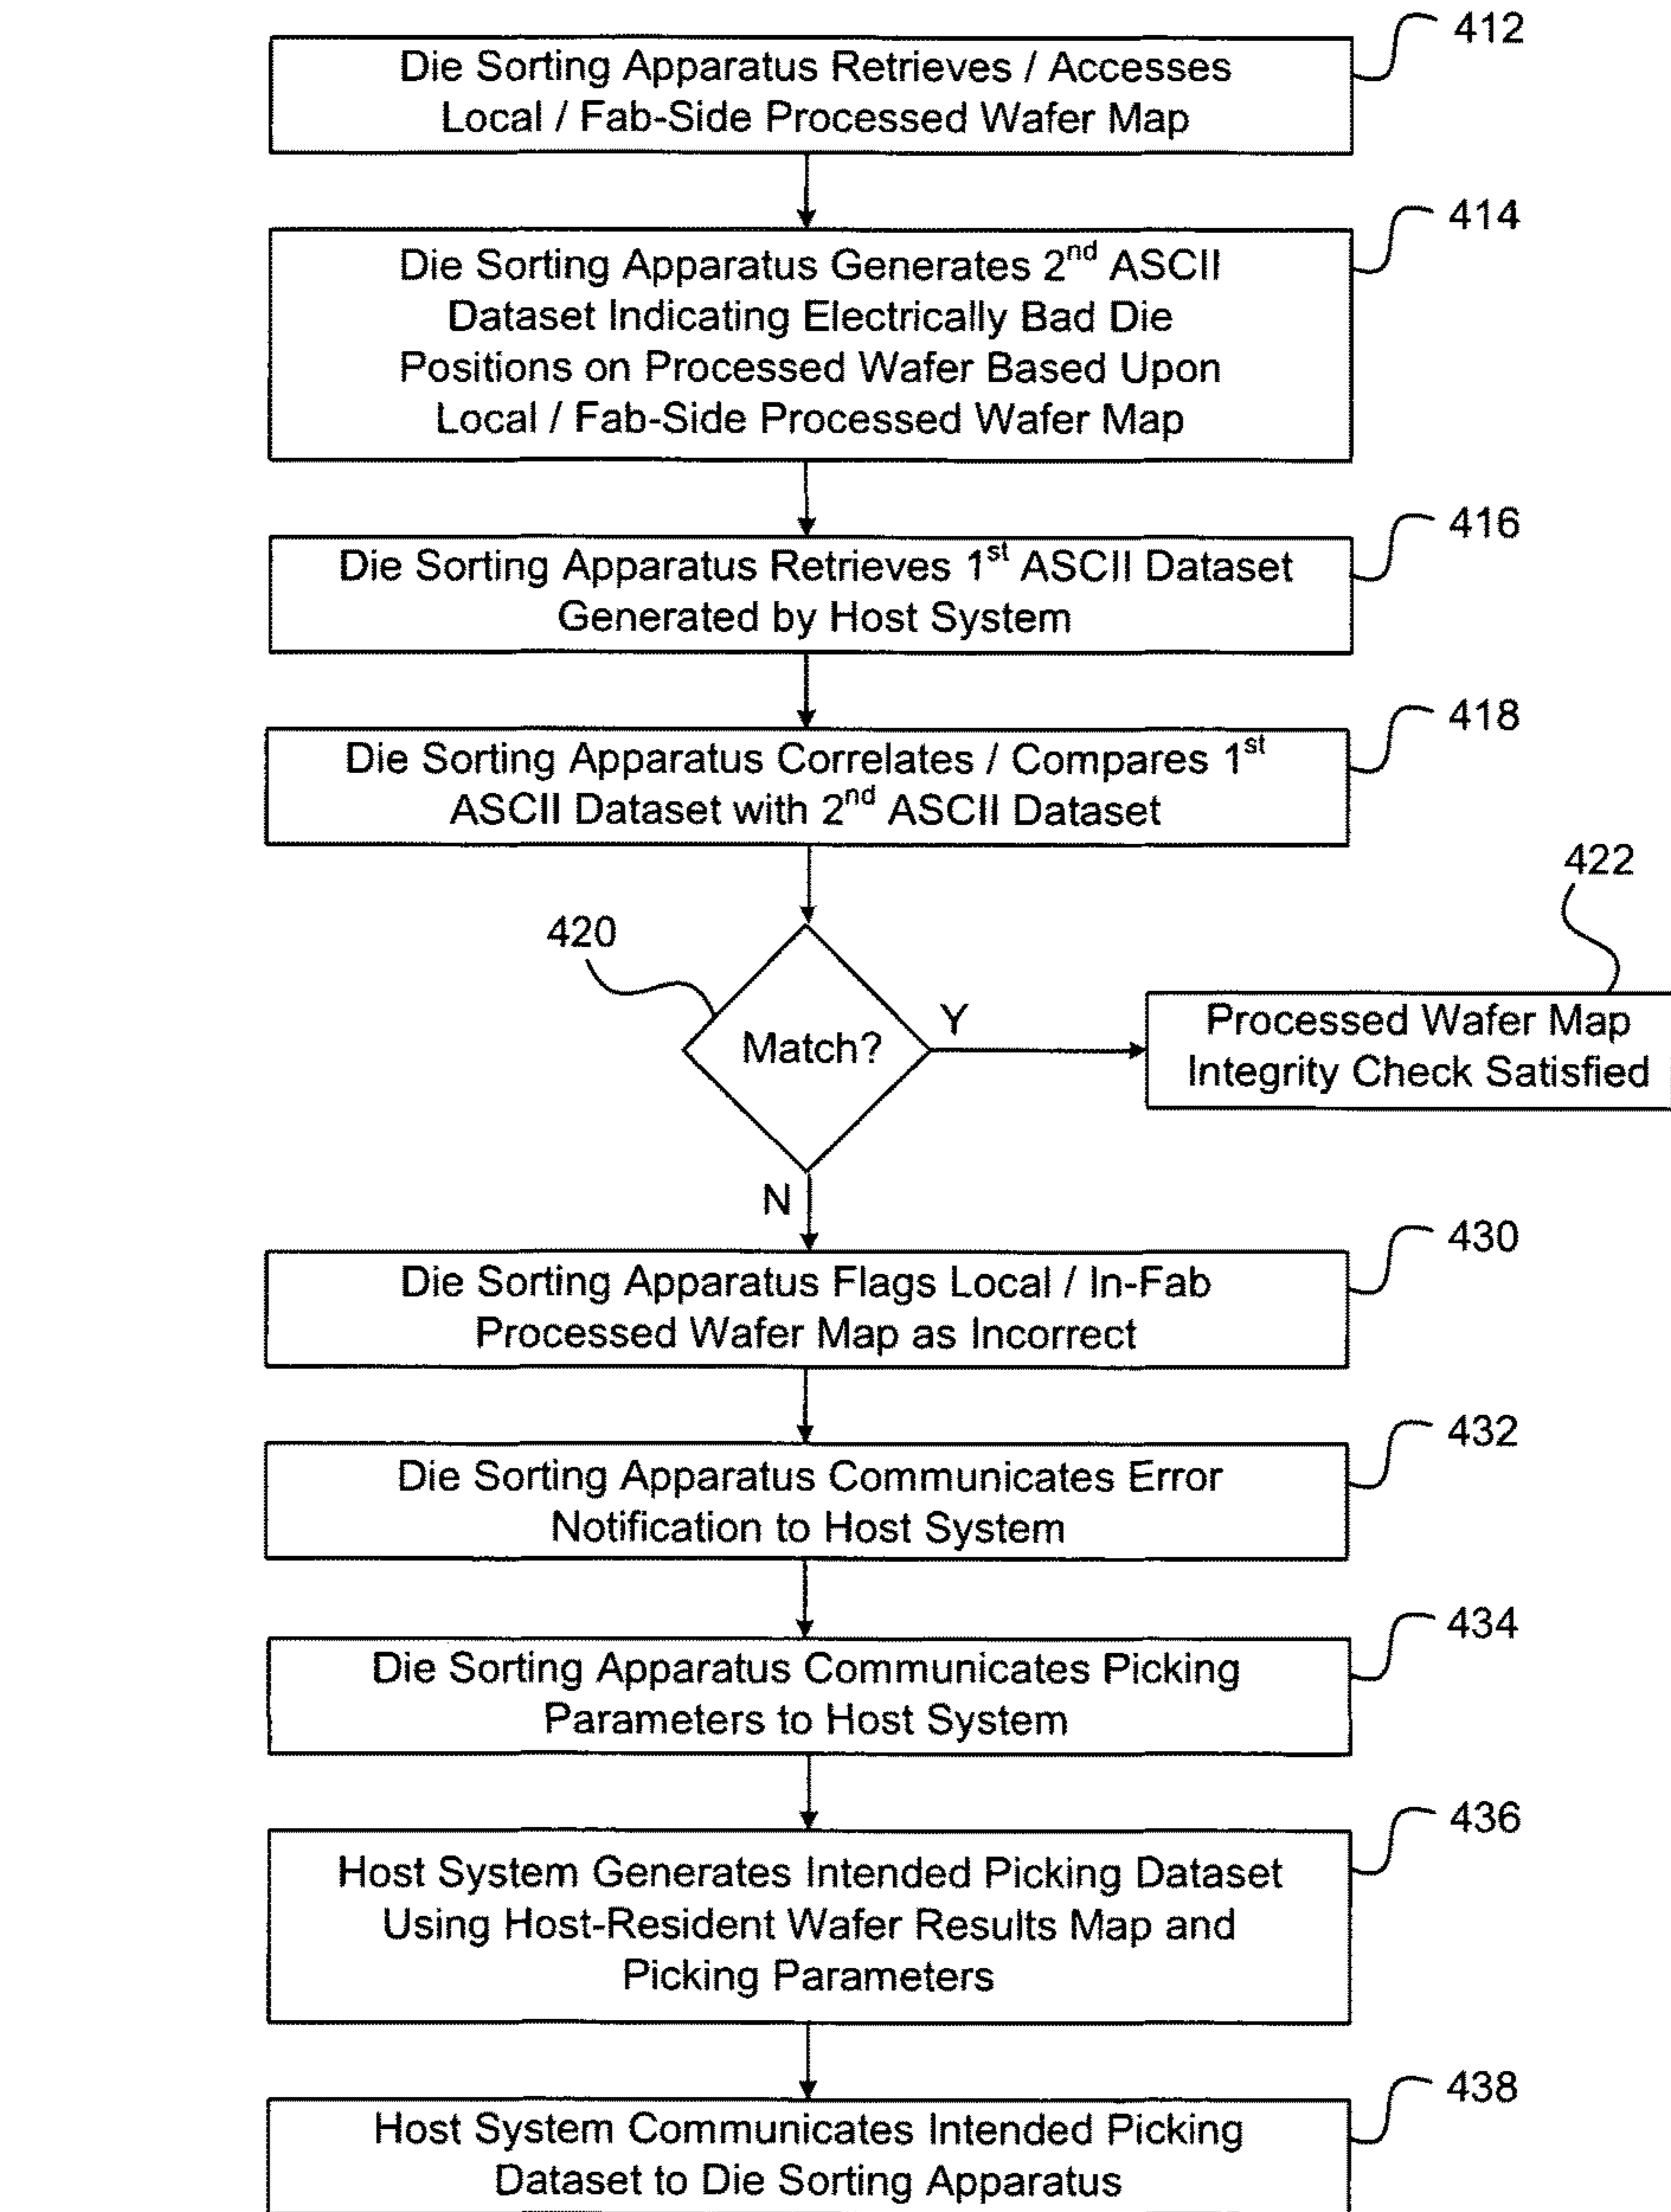 412
Die Sorting Apparatus Retrieves / Accesses
Local / Fab-Side Processed Wafer Map
414
Die Sorting Apparatus Generates 2nd ASCII
Dataset Indicating Electrically Bad Die
Positions on Processed Wafer Based Upon
Local / Fab-Side Processed Wafer Map
416
Die Sorting Apparatus Retrieves 1st ASCII Dataset
Generated by Host System
418
Die Sorting Apparatus Correlates / Compares 1st
ASCII Dataset with 2nd ASCII Dataset
422
420
Match?
Y
Processed Wafer Map
Integrity Check Satisfied
N
430
Die Sorting Apparatus Flags Local / In-Fab
Processed Wafer Map as Incorrect
432
Die Sorting Apparatus Communicates Error
Notification to Host System
434
Die Sorting Apparatus Communicates Picking
Parameters to Host System
436
Host System Generates Intended Picking Dataset
Using Host-Resident Wafer Results Map and
Picking Parameters
438
Host System Communicates Intended Picking
Dataset to Die Sorting Apparatus